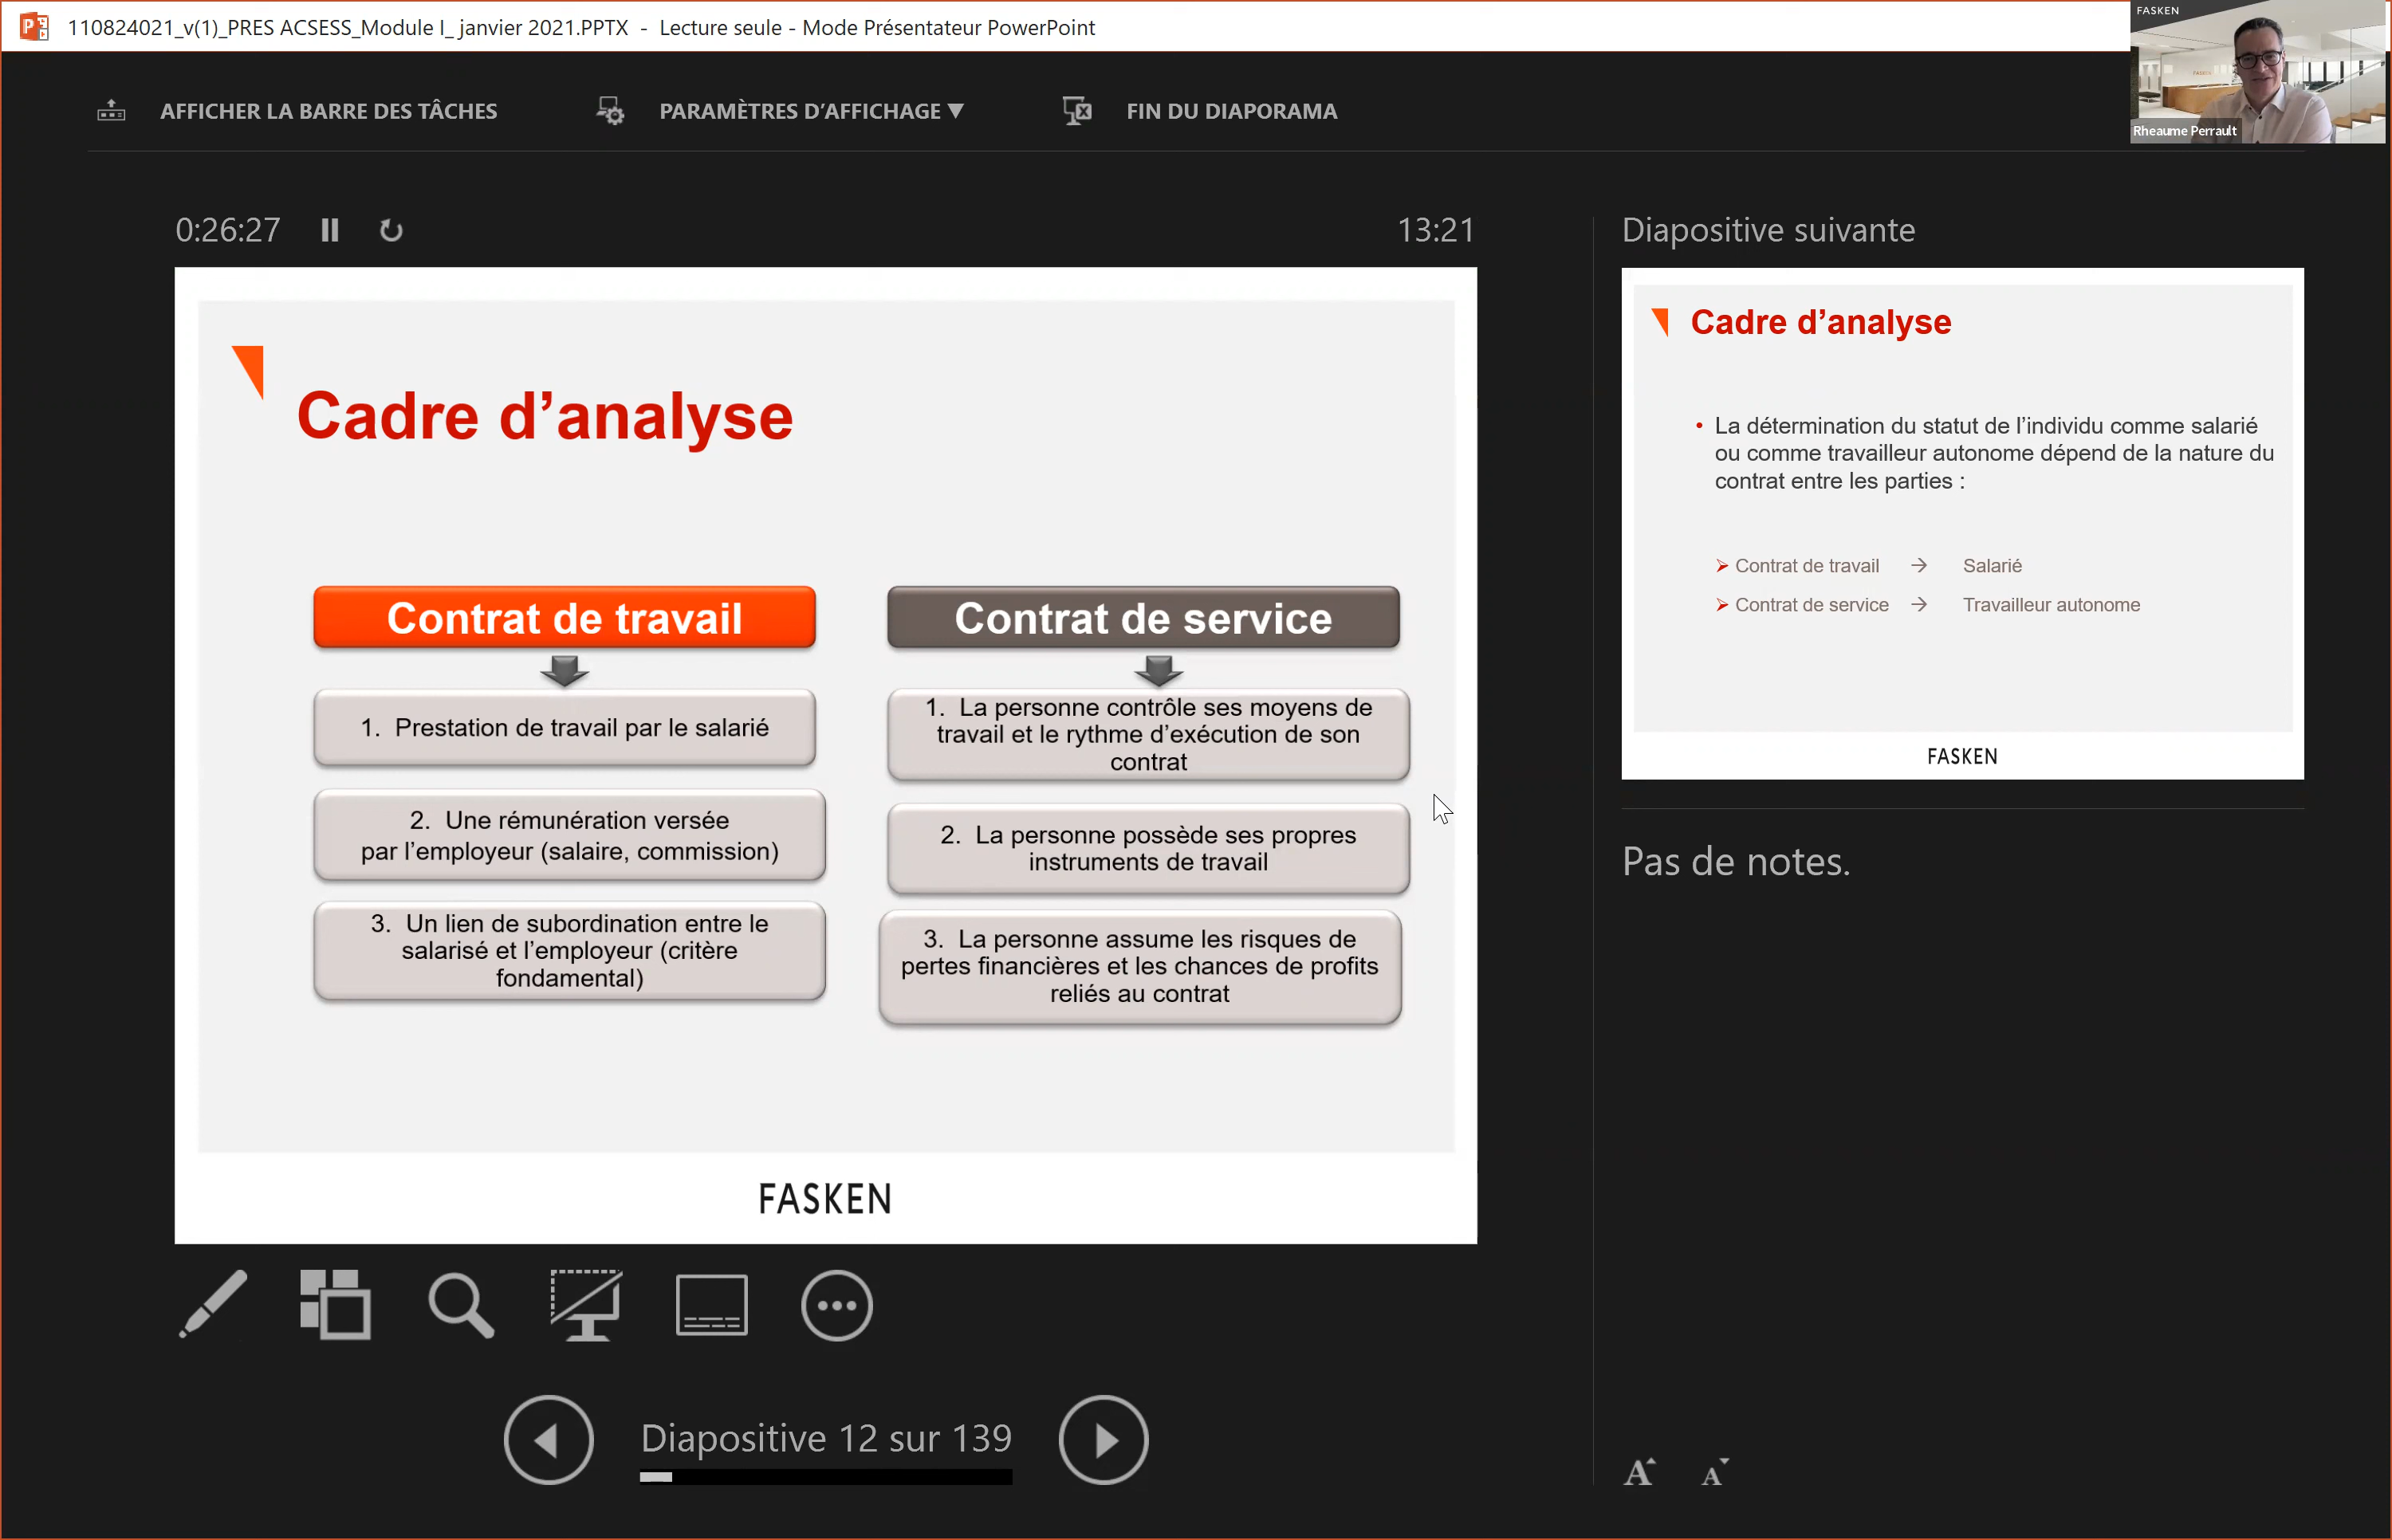 110824021_v(1)_PRES ACSESS_Module I_ janvier 2021.PPTX - Lecture seule - Mode Présentateur PowerPoint
FASKEN
Rheaume Perrault
AFFICHER LA BARRE DES TÂCHES
PARAMÈTRES D’AFFICHAGE ▼
FIN DU DIAPORAMA
0:26:27
13:21
Cadre d’analyse
Contrat de travail
1. Prestation de travail par le salarié
2. Une rémunération versée
par l’employeur (salaire, commission)
3. Un lien de subordination entre le
salarisé et l’employeur (critère
fondamental)
Contrat de service
1. La personne contrôle ses moyens de
travail et le rythme d’exécution de son
contrat
2. La personne possède ses propres
instruments de travail
3. La personne assume les risques de
pertes financières et les chances de profits
reliés au contrat
FASKEN
Diapositive 12 sur 139
Diapositive suivante
Cadre d’analyse
• La détermination du statut de l’individu comme salarié
ou comme travailleur autonome dépend de la nature du
contrat entre les parties :
➢ Contrat de travail → Salarié
➢ Contrat de service → Travailleur autonome
FASKEN
Pas de notes.
A A